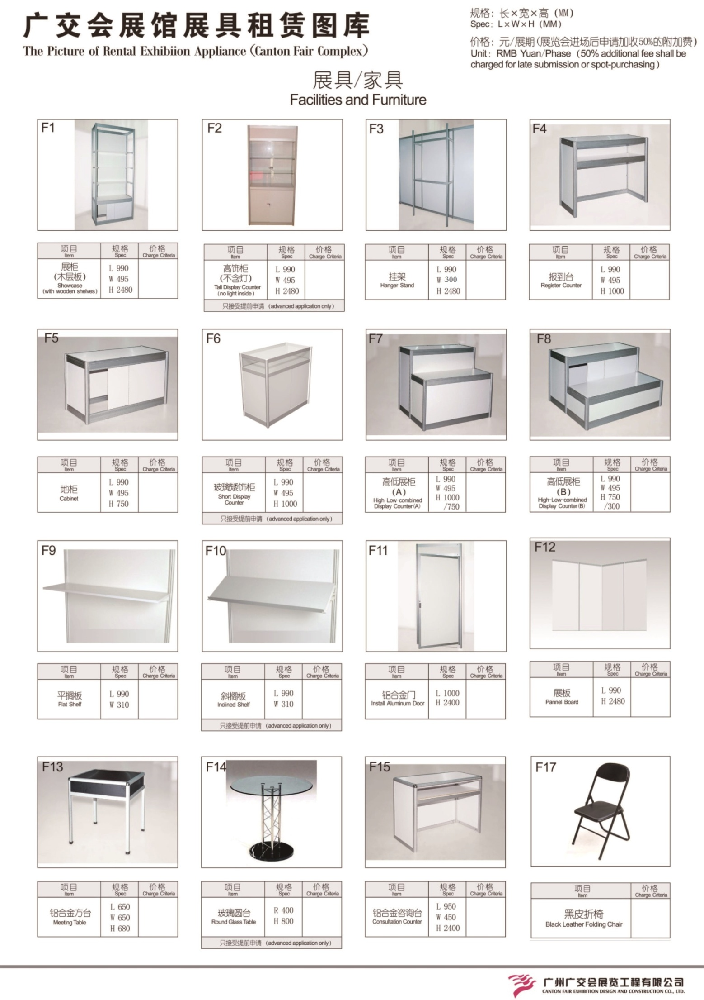 广交会展馆展具租赁图库
The Picture of Rental Exhibiion Appliance (Canton Fair Complex)
规格: 长×宽×高 (MM)
Spec: L×W×H (MM)
价格: 元/展期(展览会进场后申请加收50%的附加费)
Unit: RMB Yuan/Phase (50% additional fee shall be
charged for late submission or spot-purchasing)
展具/家具
Facilities and Furniture
F1
F2
F3
F4
项目 规格 价格
Item Spec Charge Criteria
展柜
(木层板)
Showcase
(with wooden shelves)
L 990
W 495
H 2480
项目 规格 价格
Item Spec Charge Criteria
高饰柜
(不含灯)
Tall Display Counter
(no light inside)
L 990
W 495
H 2480
只接受提前申请 (advanced application only)
项目 规格 价格
Item Spec Charge Criteria
挂架
Hanger Stand
L 990
W 300
H 2480
项目 规格 价格
Item Spec Charge Criteria
报到台
Register Counter
L 990
W 495
H 1000
F5
F6
F7
F8
项目 规格 价格
Item Spec Charge Criteria
地柜
Cabinet
L 990
W 495
H 750
项目 规格 价格
Item Spec Charge Criteria
玻璃矮饰柜
Short Display
Counter
L 990
W 495
H 1000
只接受提前申请 (advanced application only)
项目 规格 价格
Item Spec Charge Criteria
高低展柜
(A)
High-Low-combined
Display Counter(A)
L 990
W 495
H 1000
/750
项目 规格 价格
Item Spec Charge Criteria
高低展柜
(B)
High-Low-combined
Display Counter(B)
L 990
W 495
H 750
/300
F9
F10
F11
F12
项目 规格 价格
Item Spec Charge Criteria
平搁板
Flat Shelf
L 990
W 310
项目 规格 价格
Item Spec Charge Criteria
斜搁板
Inclined Shelf
L 990
W 310
只接受提前申请 (advanced application only)
项目 规格 价格
Item Spec Charge Criteria
铝合金门
Install Aluminum Door
L 1000
H 2400
项目 规格 价格
Item Spec Charge Criteria
展板
Pannel Board
L 990
H 2480
F13
F14
F15
F17
项目 规格 价格
Item Spec Charge Criteria
铝合金方台
Meeting Table
L 650
W 650
H 680
项目 规格 价格
Item Spec Charge Criteria
玻璃圆台
Round Glass Table
R 400
H 800
只接受提前申请 (advanced application only)
项目 规格 价格
Item Spec Charge Criteria
铝合金咨询台
Consultation Counter
L 950
W 450
H 2400
项目 价格
Item Charge Criteria
黑皮折椅
Black Leather Folding Chair
广州广交会展览工程有限公司
CANTON FAIR EXHIBITION DESIGN AND CONSTRUCTION CO., LTD.